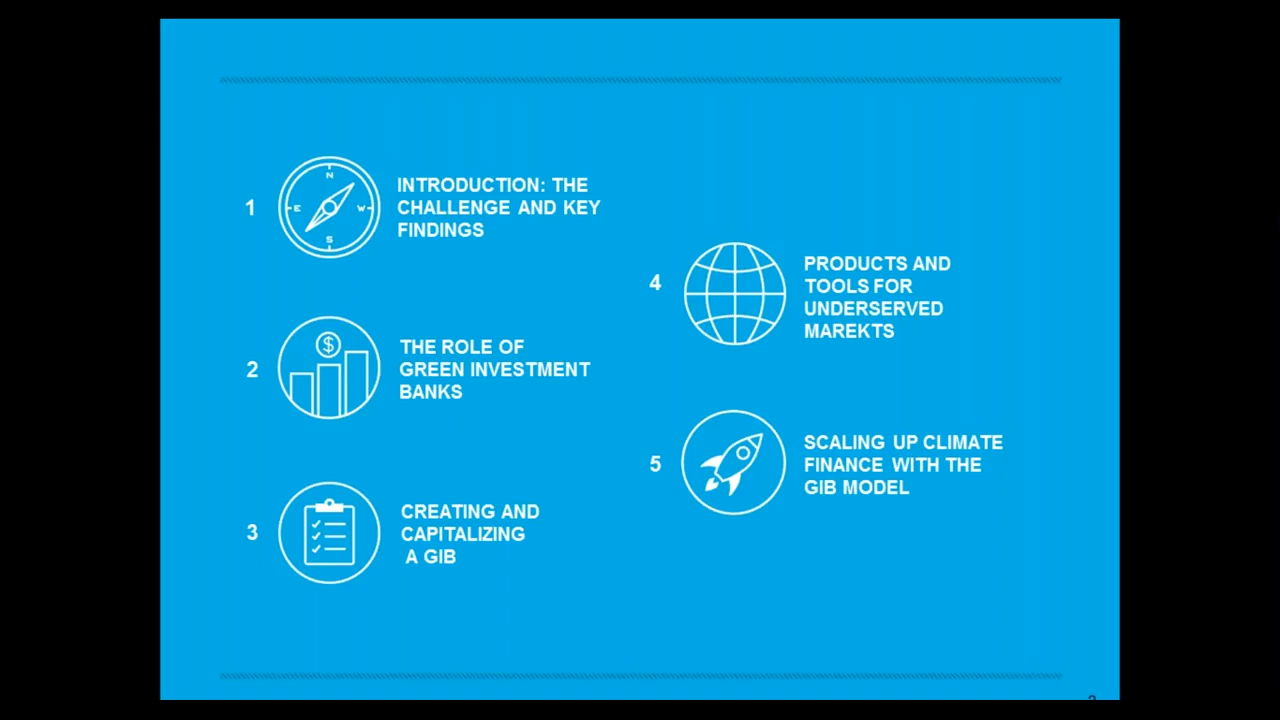 1
INTRODUCTION: THE
CHALLENGE AND KEY
FINDINGS
N
E W
S
2
$
THE ROLE OF
GREEN INVESTMENT
BANKS
3
CREATING AND
CAPITALIZING
A GIB
4
PRODUCTS AND
TOOLS FOR
UNDERSERVED
MAREKTS
5
SCALING UP CLIMATE
FINANCE WITH THE
GIB MODEL